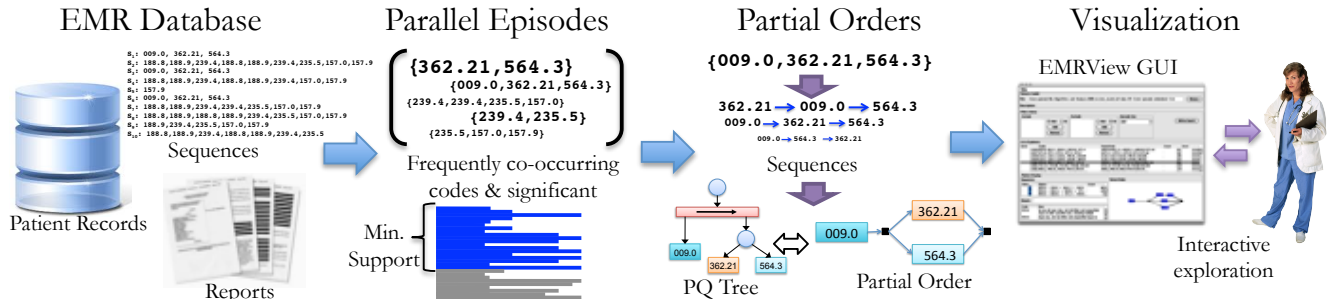 EMR Database
S1: 009.0, 362.21, 564.3
S2: 188.8,188.9,239.4,188.8,188.9,239.4,235.5,157.0,157.9
S3: 009.0, 362.21, 564.3
S4: 188.8,188.9,239.4,188.8,188.9,239.4,157.0,157.9
S5: 157.9
S6: 009.0, 362.21, 564.3
S7: 188.8,188.9,239.4,239.4,235.5,157.0,157.9
S8: 188.8,188.9,239.4,188.8,188.9,239.4,235.5,157.0,157.9
S9: 188.9,239.4,235.5,157.0,157.9
S10: 188.8,188.9,239.4,188.8,188.9,239.4,235.5
Sequences
Patient Records
Reports
Parallel Episodes
{362.21,564.3}
{009.0,362.21,564.3}
{239.4,239.4,235.5,157.0}
{239.4,235.5}
{235.5,157.0,157.9}
Frequently co-occurring
codes & significant
Min.
Support
Partial Orders
{009.0,362.21,564.3}
362.21 → 009.0 → 564.3
009.0 → 362.21 → 564.3
009.0 → 564.3 → 362.21
Sequences
009.0
362.21
564.3
PQ Tree
009.0
362.21
564.3
Partial Order
Visualization
EMRView GUI
Interactive
exploration